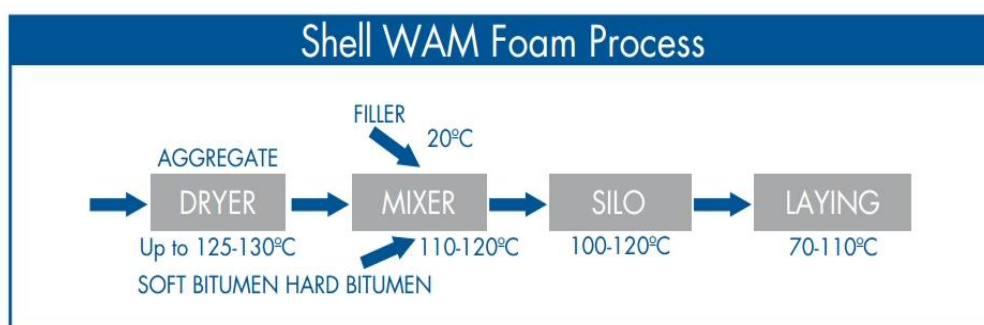 Shell WAM Foam Process
FILLER
20ºC
AGGREGATE
DRYER
MIXER
SILO
LAYING
Up to 125-130ºC
110-120ºC
100-120ºC
70-110ºC
SOFT BITUMEN HARD BITUMEN